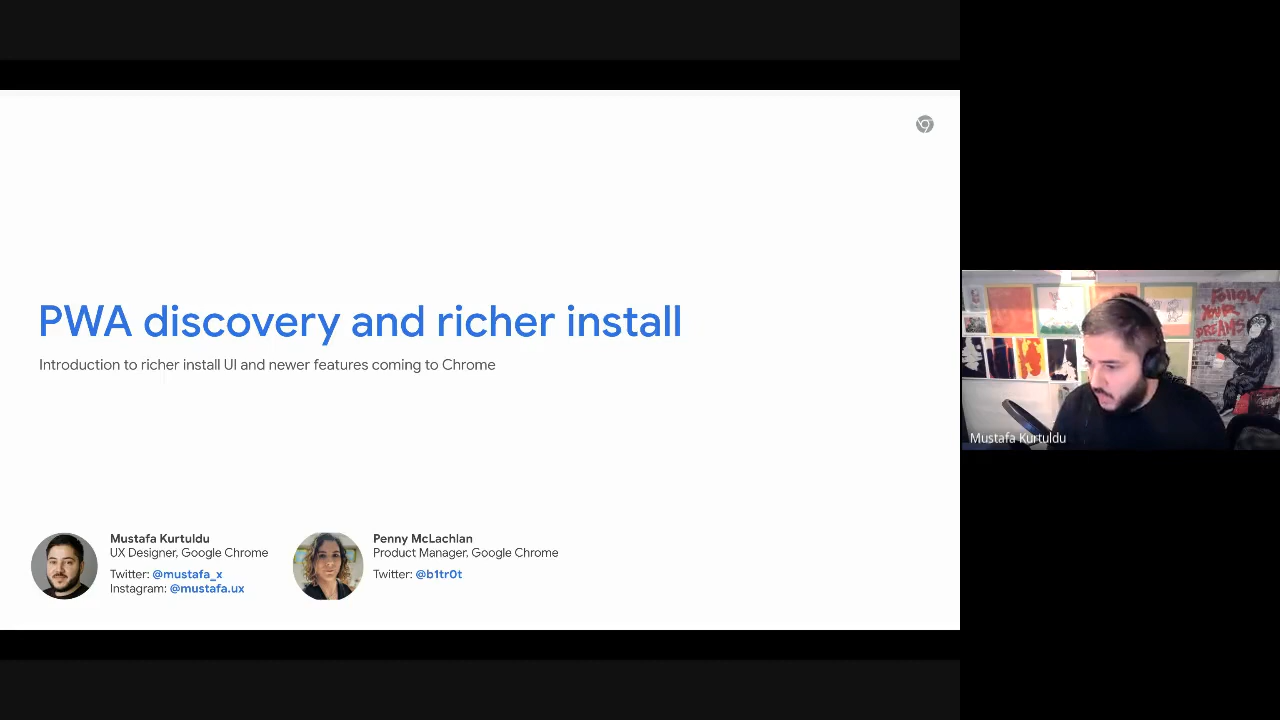 PWA discovery and richer install
Introduction to richer install UI and newer features coming to Chrome
Mustafa Kurtuldu
UX Designer, Google Chrome
Twitter: @mustafa_x
Instagram: @mustafa.ux
Penny McLachlan
Product Manager, Google Chrome
Twitter: @b1tr0t
FOLLOW
YOUR
DREAMS
Mustafa Kurtuldu